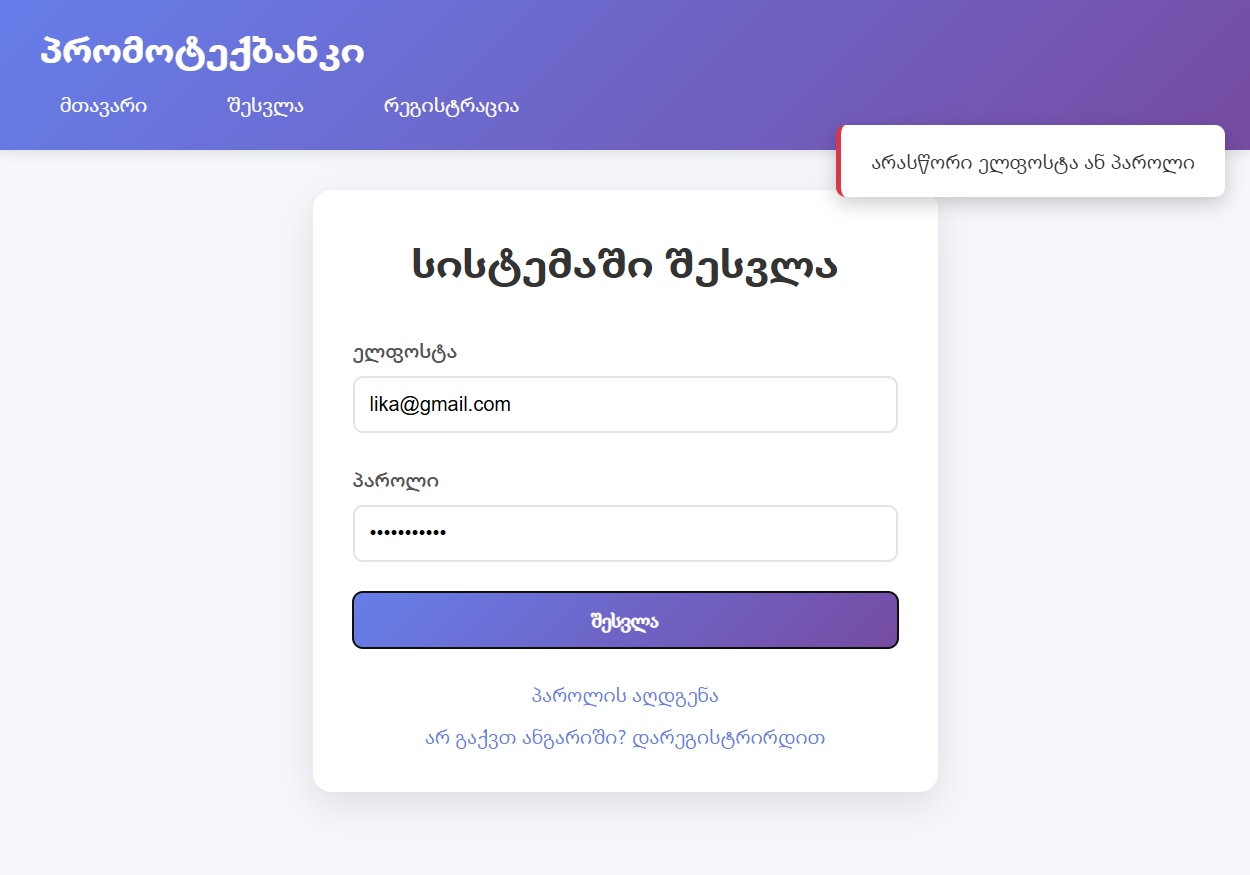 პრომოტექბანკი
მთავარი შესვლა რეგისტრაცია
არასწორი ელფოსტა ან პაროლი
სისტემაში შესვლა
ელფოსტა
lika@gmail.com
პაროლი
•••••••••••
შესვლა
პაროლის აღდგენა
არ გაქვთ ანგარიში? დარეგისტრირდით